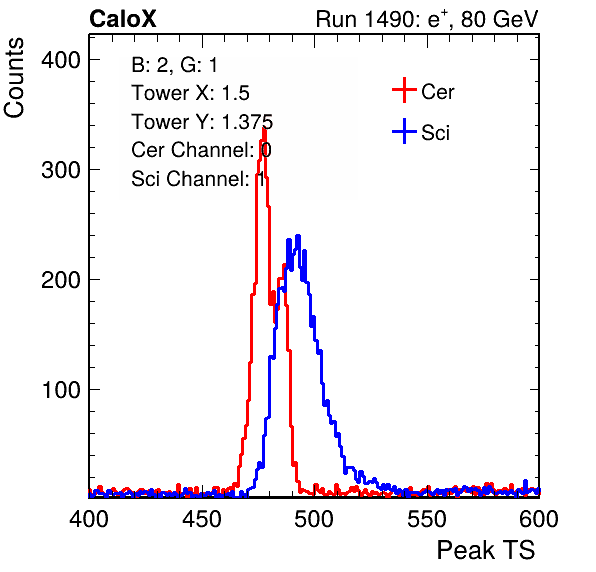 CaloX
Run 1490: e+, 80 GeV
Counts
B: 2, G: 1
Tower X: 1.5
Tower Y: 1.375
Cer Channel: 0
Sci Channel: 1
Cer
Sci
400
300
200
100
400 450 500 550 600
Peak TS